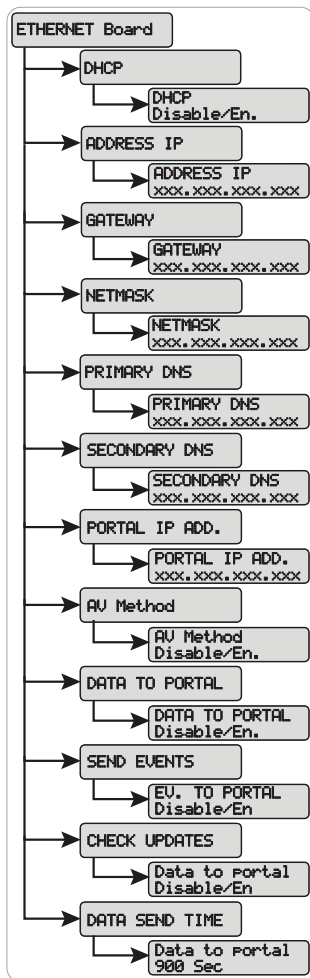 ETHERNET Board
DHCP
DHCP
Disable/En.
ADDRESS IP
ADDRESS IP
xxx.xxx.xxx.xxx
GATEWAY
GATEWAY
xxx.xxx.xxx.xxx
NETMASK
NETMASK
xxx.xxx.xxx.xxx
PRIMARY DNS
PRIMARY DNS
xxx.xxx.xxx.xxx
SECONDARY DNS
SECONDARY DNS
xxx.xxx.xxx.xxx
PORTAL IP ADD.
PORTAL IP ADD.
xxx.xxx.xxx.xxx
AV Method
AV Method
Disable/En.
DATA TO PORTAL
DATA TO PORTAL
Disable/En.
SEND EVENTS
EV. TO PORTAL
Disable/En
CHECK UPDATES
Data to portal
Disable/En
DATA SEND TIME
Data to portal
900 Sec